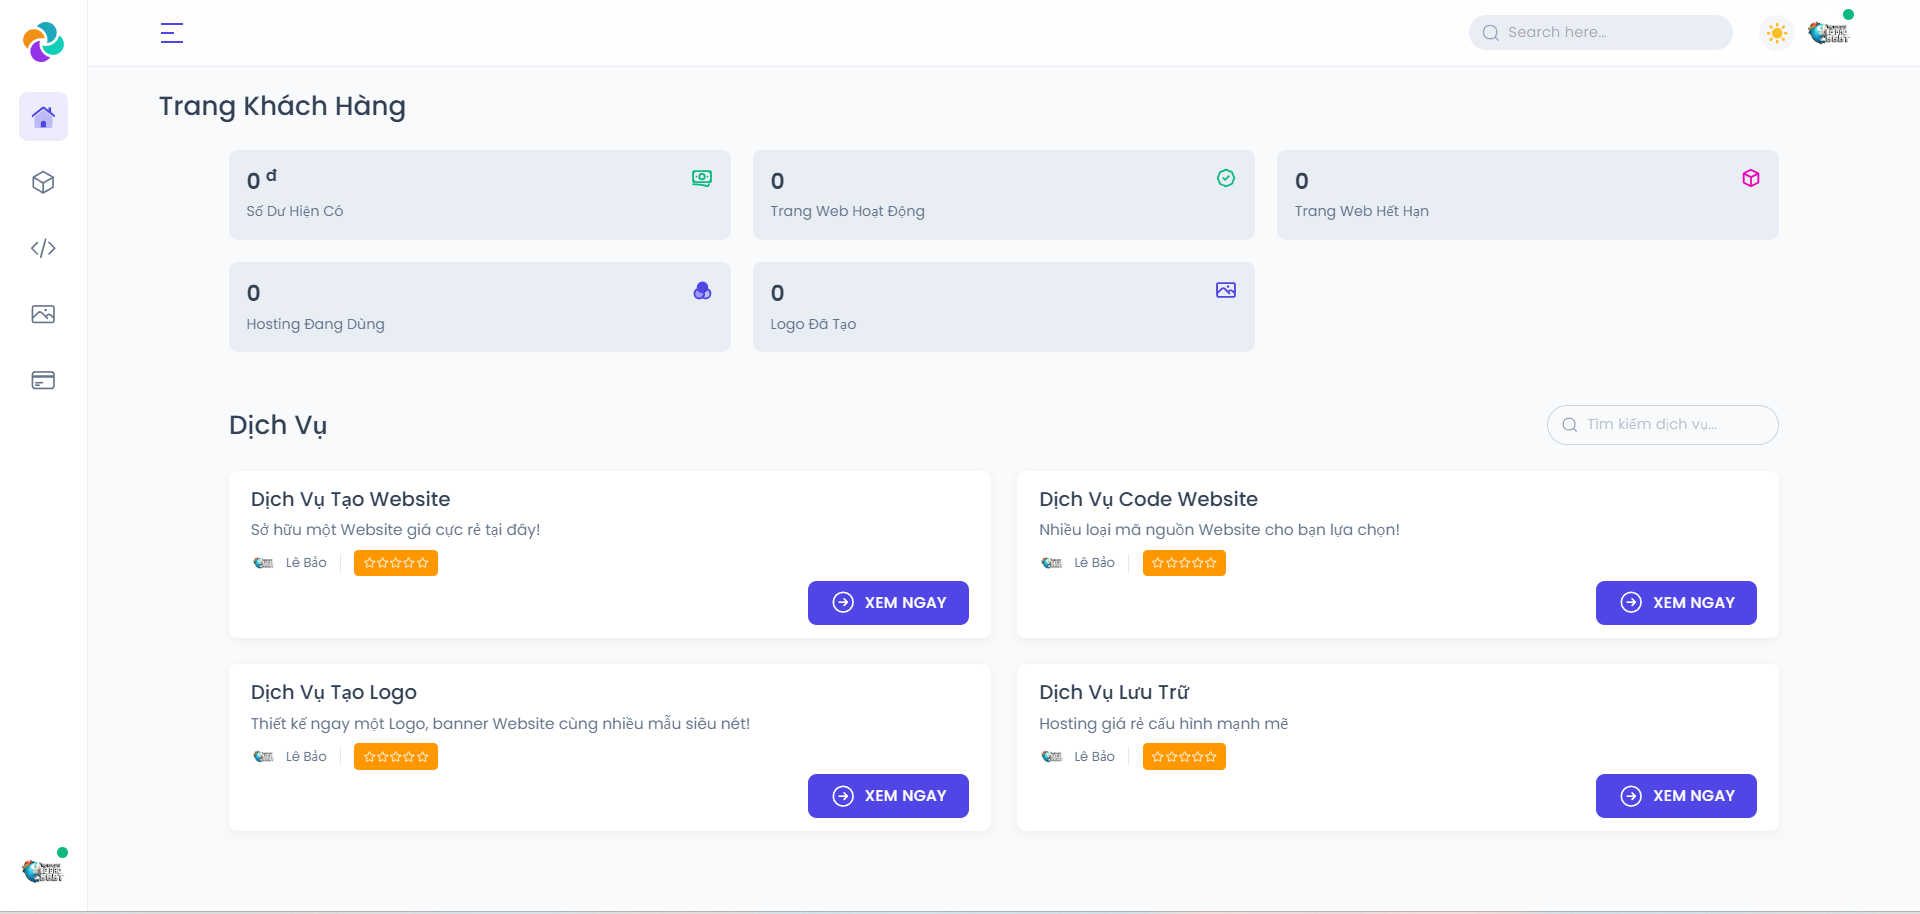 Search here...
Trang Khách Hàng
0 đ
Số Dư Hiện Có
0
Trang Web Hoạt Động
0
Trang Web Hết Hạn
0
Hosting Đang Dùng
0
Logo Đã Tạo
Dịch Vụ
Tìm kiếm dịch vụ...
Dịch Vụ Tạo Website
Sở hữu một Website giá cực rẻ tại đây!
Lê Bảo
XEM NGAY
Dịch Vụ Code Website
Nhiều loại mã nguồn Website cho bạn lựa chọn!
Lê Bảo
XEM NGAY
Dịch Vụ Tạo Logo
Thiết kế ngay một Logo, banner Website cùng nhiều mẫu siêu nét!
Lê Bảo
XEM NGAY
Dịch Vụ Lưu Trữ
Hosting giá rẻ cấu hình mạnh mẽ
Lê Bảo
XEM NGAY